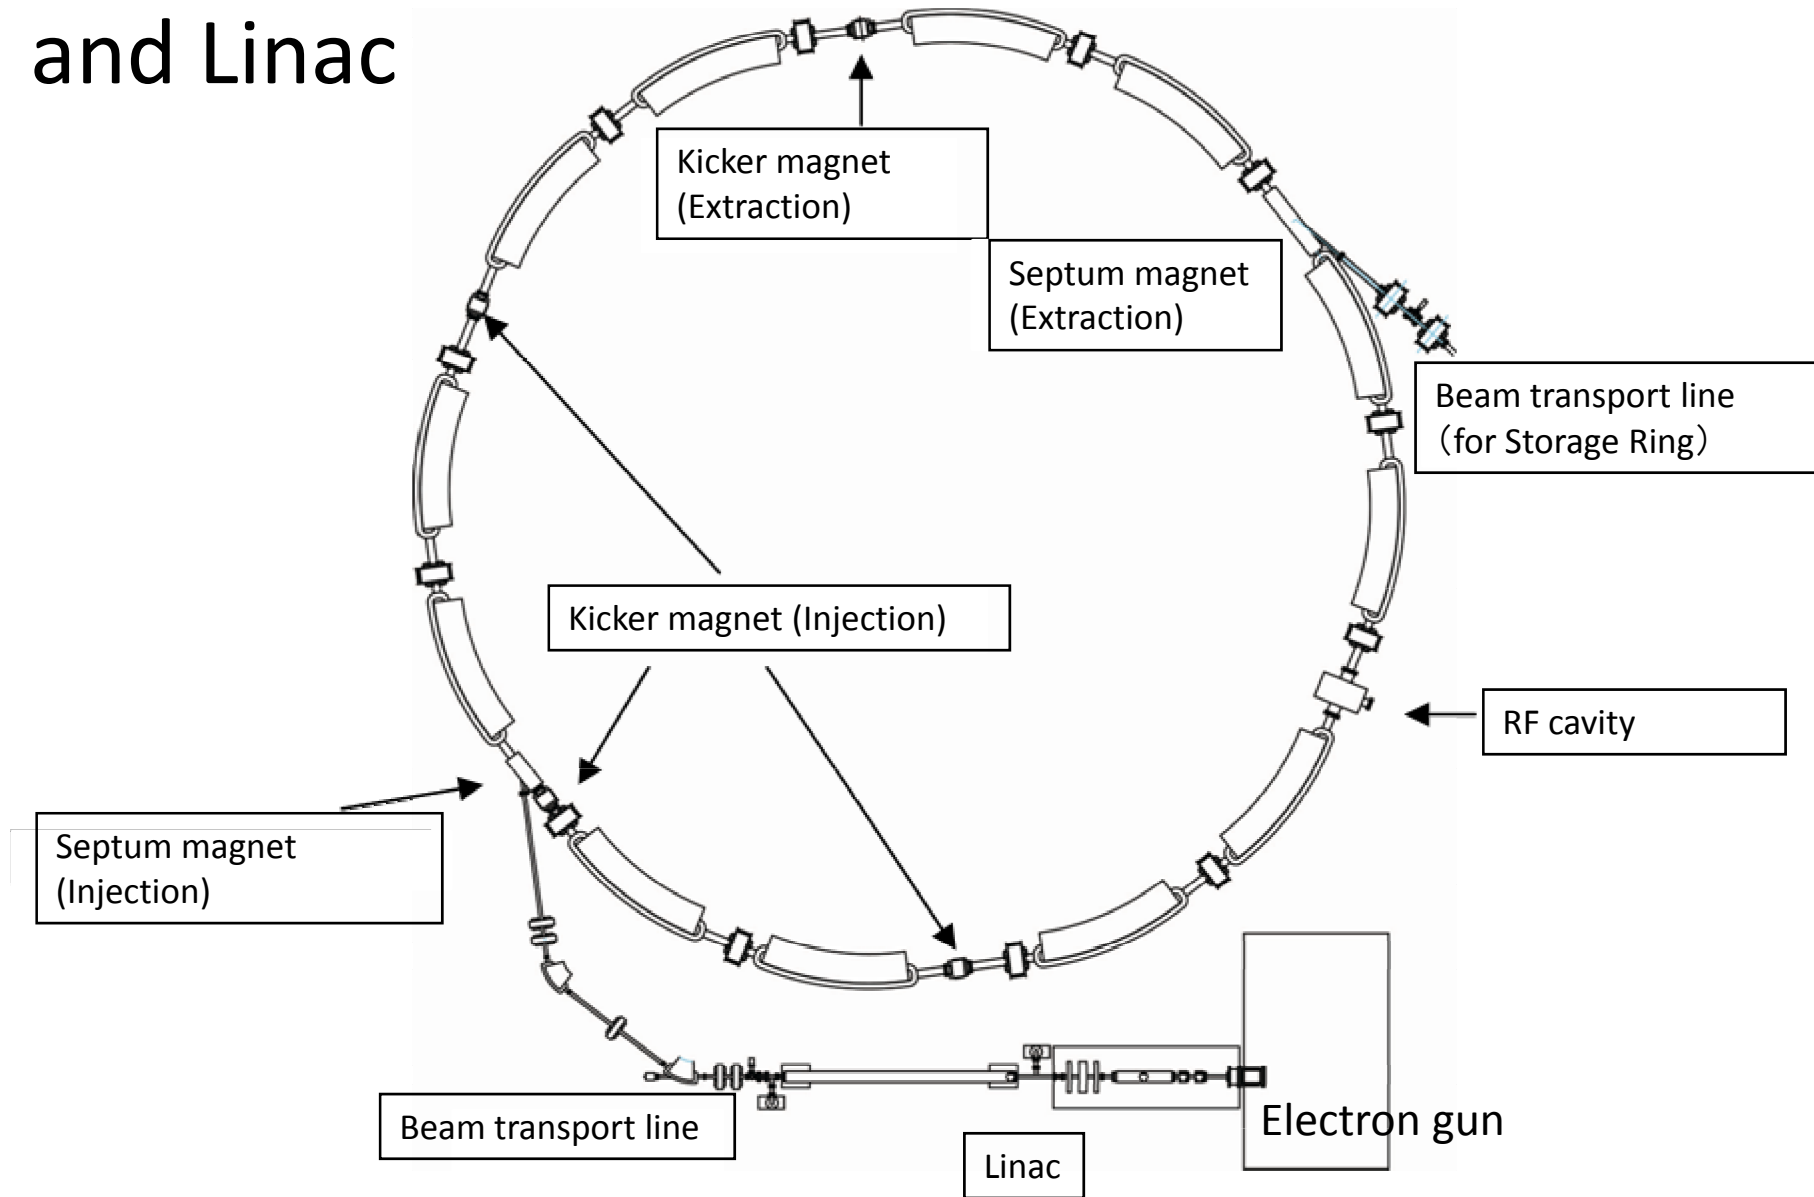 and Linac
Kicker magnet
(Extraction)
Septum magnet
(Extraction)
Beam transport line
（for Storage Ring）
Kicker magnet (Injection)
RF cavity
Septum magnet
(Injection)
Electron gun
Beam transport line
Linac